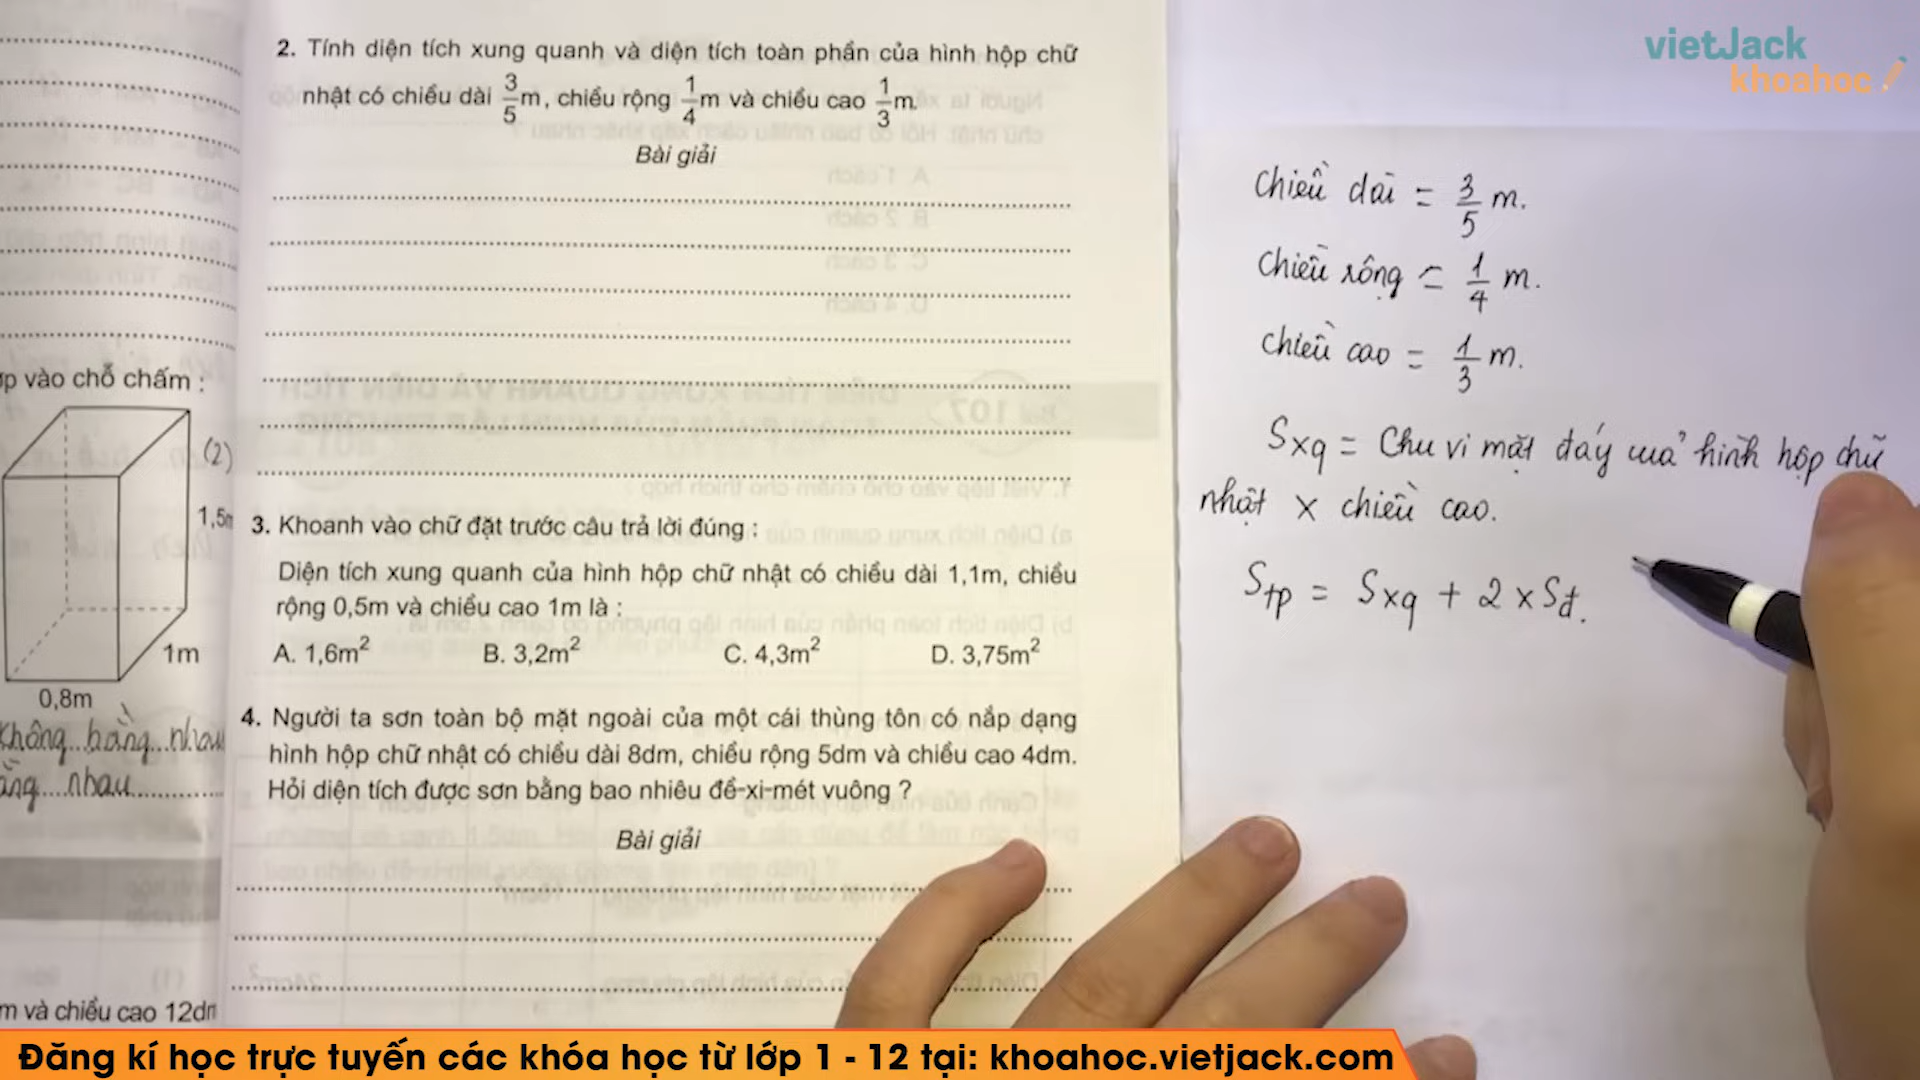 vietJack
khoahoc
2. Tính diện tích xung quanh và diện tích toàn phần của hình hộp chữ
nhật có chiều dài 3/5 m, chiều rộng 1/4 m và chiều cao 1/3 m.
Bài giải
3. Khoanh vào chữ đặt trước câu trả lời đúng :
Diện tích xung quanh của hình hộp chữ nhật có chiều dài 1,1m, chiều
rộng 0,5m và chiều cao 1m là :
A. 1,6m² B. 3,2m² C. 4,3m² D. 3,75m²
4. Người ta sơn toàn bộ mặt ngoài của một cái thùng tôn có nắp dạng
hình hộp chữ nhật có chiều dài 8dm, chiều rộng 5dm và chiều cao 4dm.
Hỏi diện tích được sơn bằng bao nhiêu đề-xi-mét vuông ?
Bài giải
vào chỗ chấm :
(2)
1,5m
1m
0,8m
không bằng nhau
nhau
m và chiều cao 12dm
chiều dài = 3/5 m.
chiều rộng = 1/4 m.
chiều cao = 1/3 m.
Sxq = Chu vi mặt đáy của hình hộp chữ
nhật x chiều cao.
Stp = Sxq + 2 x Sđ.
Đăng kí học trực tuyến các khóa học từ lớp 1 - 12 tại: khoahoc.vietjack.com